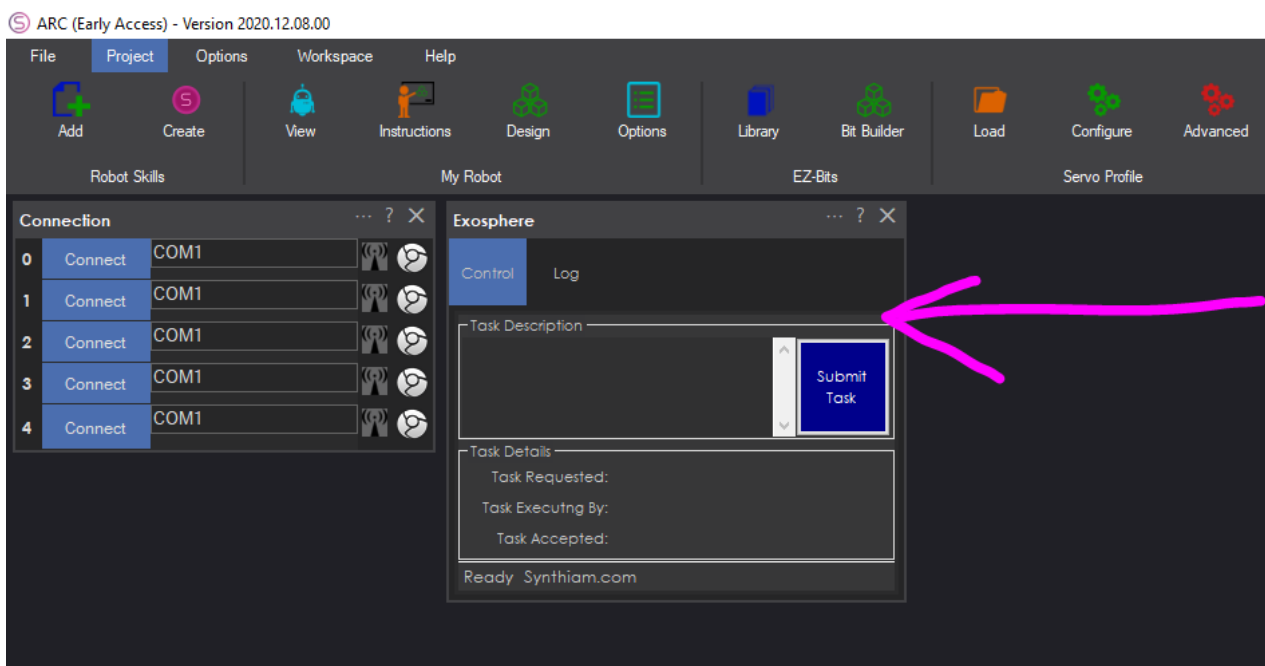 ARC (Early Access) - Version 2020.12.08.00
File Project Options Workspace Help
Add Create View Instructions Design Options Library Bit Builder Load Configure Advanced
Robot Skills My Robot EZ-Bits Servo Profile
Connection ... ? X Exosphere ... ? X
0 Connect COM1
Control Log
1 Connect COM1
Task Description
2 Connect COM1
Submit
Task
3 Connect COM1
4 Connect COM1
Task Details
Task Requested:
Task Executng By:
Task Accepted:
Ready Synthiam.com